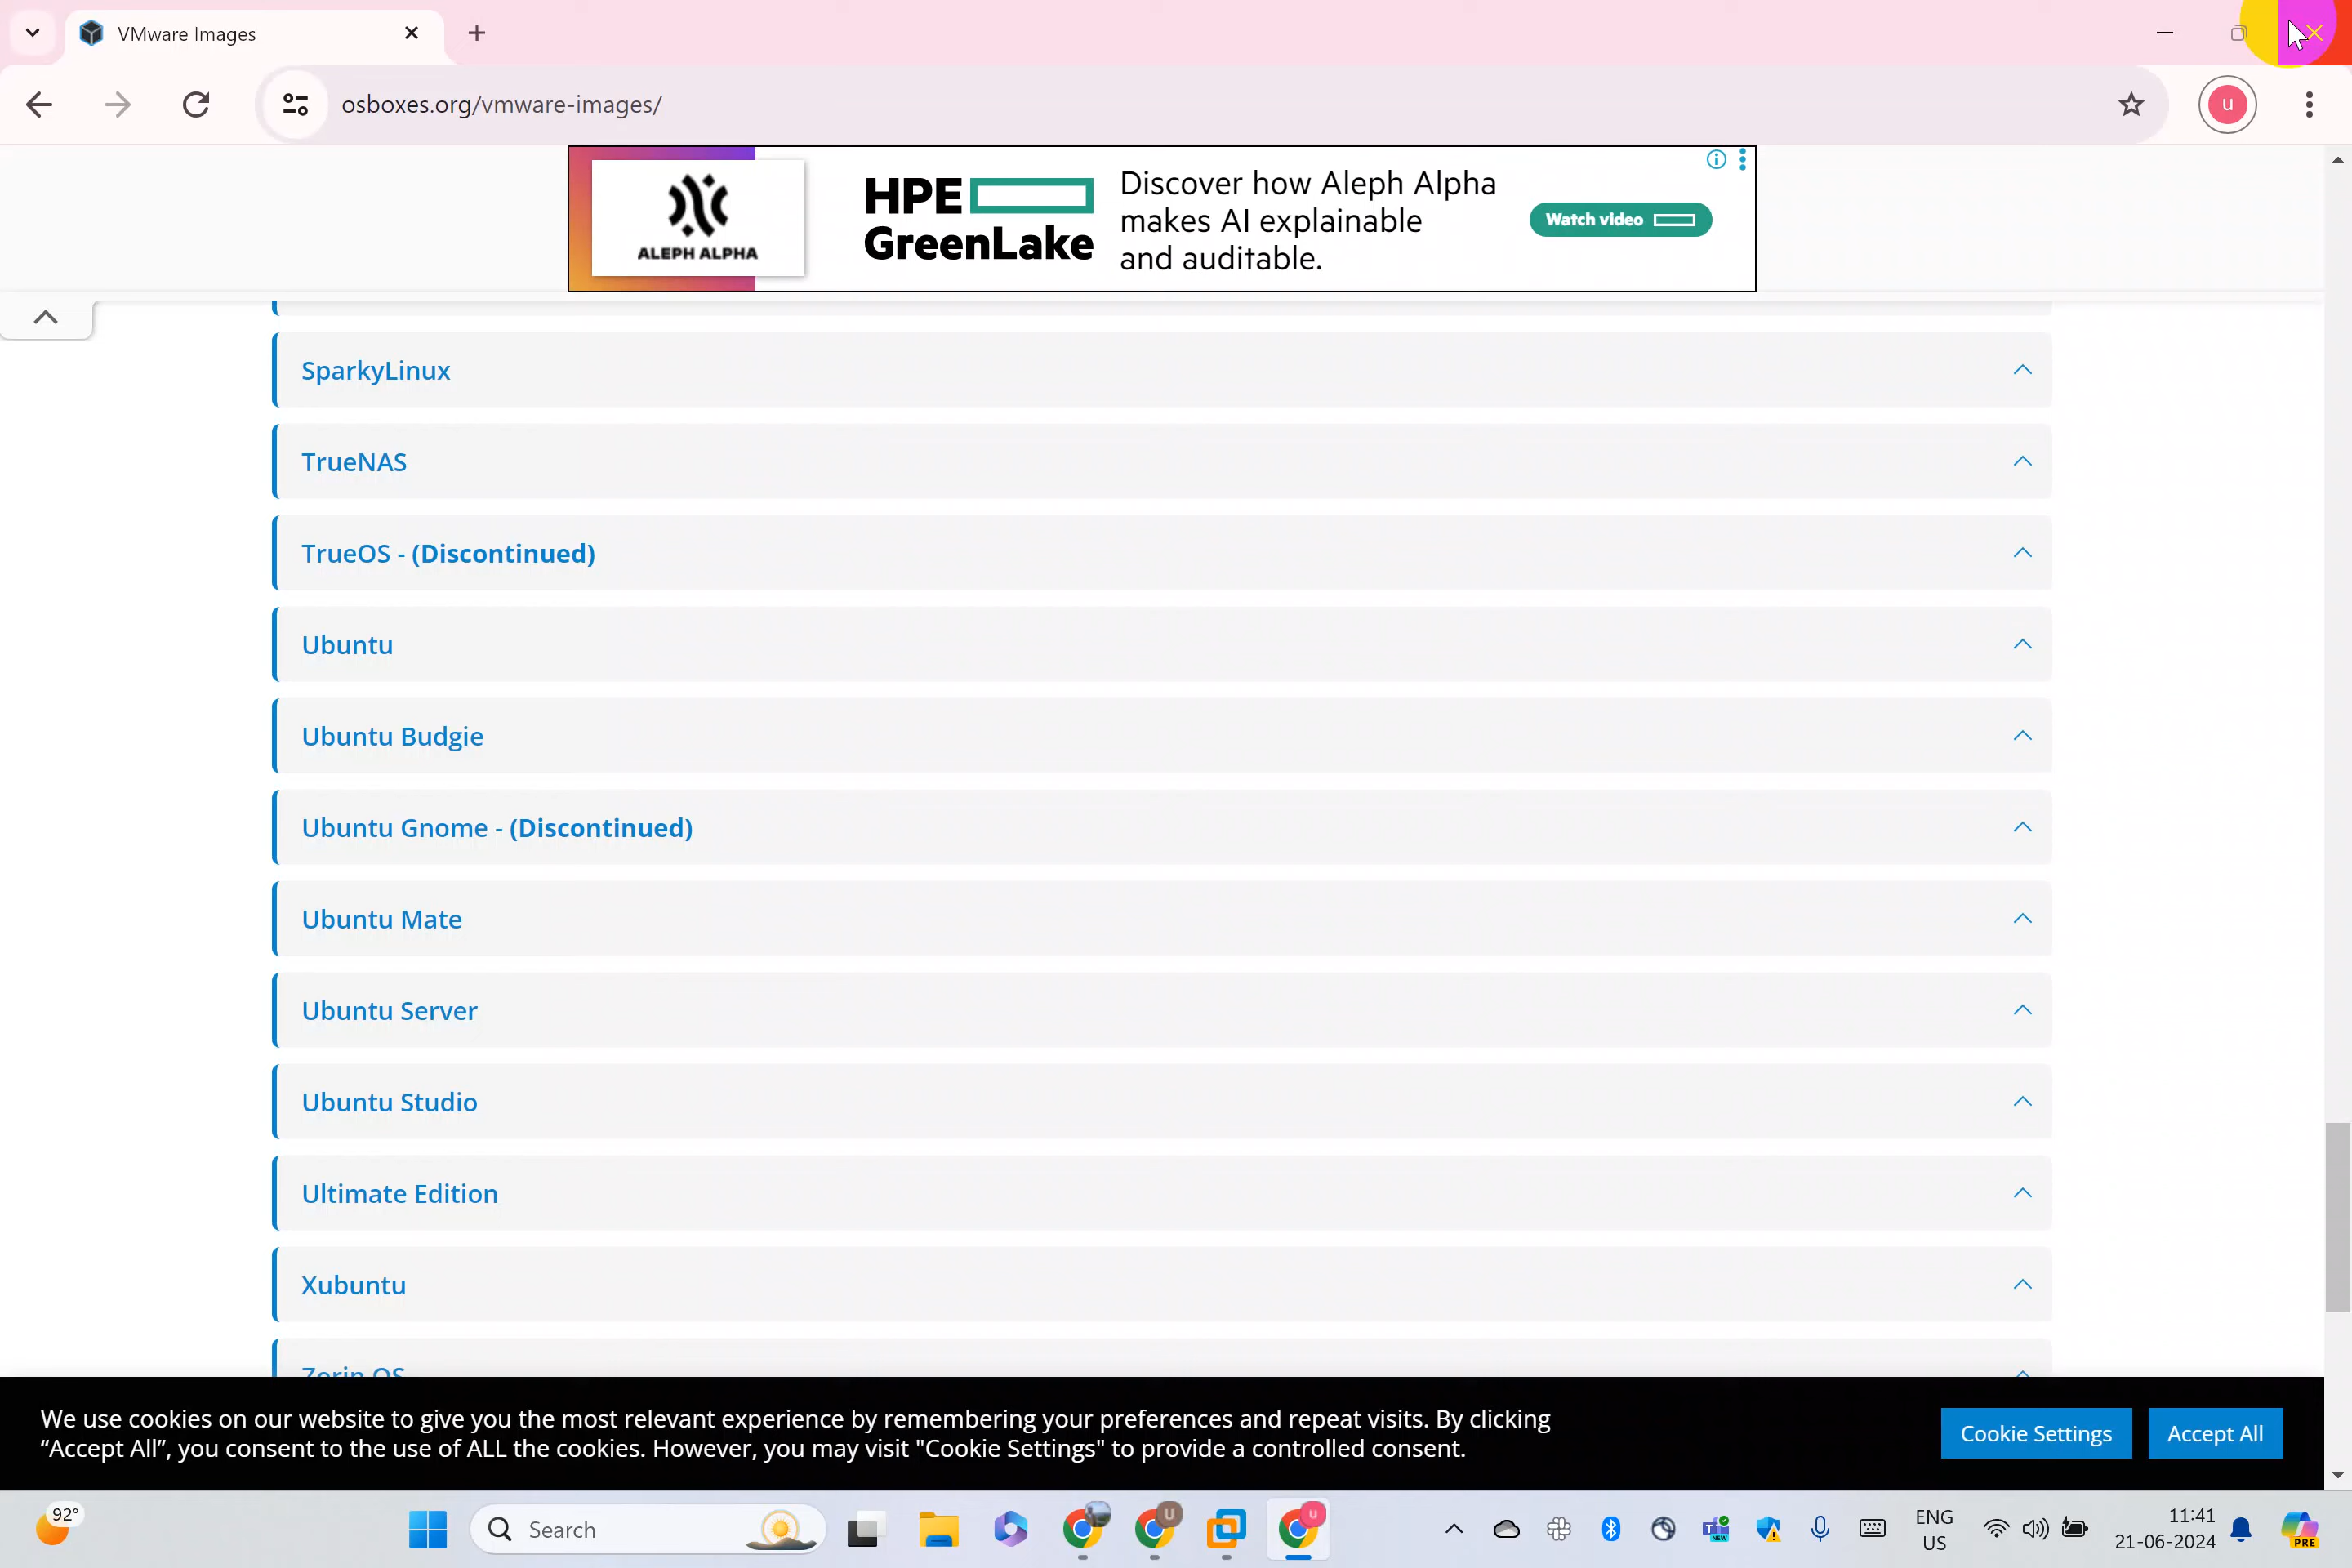 VMware Images
osboxes.org/vmware-images/
u
ALEPH ALPHA
HPE
GreenLake
Discover how Aleph Alpha
makes AI explainable
and auditable.
Watch video
SparkyLinux
TrueNAS
TrueOS - (Discontinued)
Ubuntu
Ubuntu Budgie
Ubuntu Gnome - (Discontinued)
Ubuntu Mate
Ubuntu Server
Ubuntu Studio
Ultimate Edition
Xubuntu
Zorin OS
We use cookies on our website to give you the most relevant experience by remembering your preferences and repeat visits. By clicking
“Accept All”, you consent to the use of ALL the cookies. However, you may visit "Cookie Settings" to provide a controlled consent.
Cookie Settings
Accept All
92°
Search
U
u
NEW
ENG
US
11:41
21-06-2024
PRE